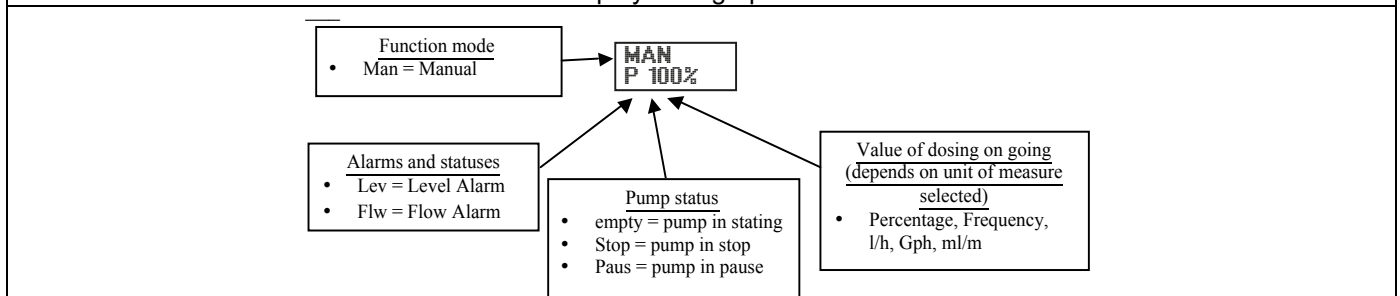 Function mode
• Man = Manual
MAN
P 100%
Alarms and statuses
• Lev = Level Alarm
• Flw = Flow Alarm
Pump status
• empty = pump in stating
• Stop = pump in stop
• Paus = pump in pause
Value of dosing on going
(depends on unit of measure
selected)
• Percentage, Frequency,
l/h, Gph, ml/m